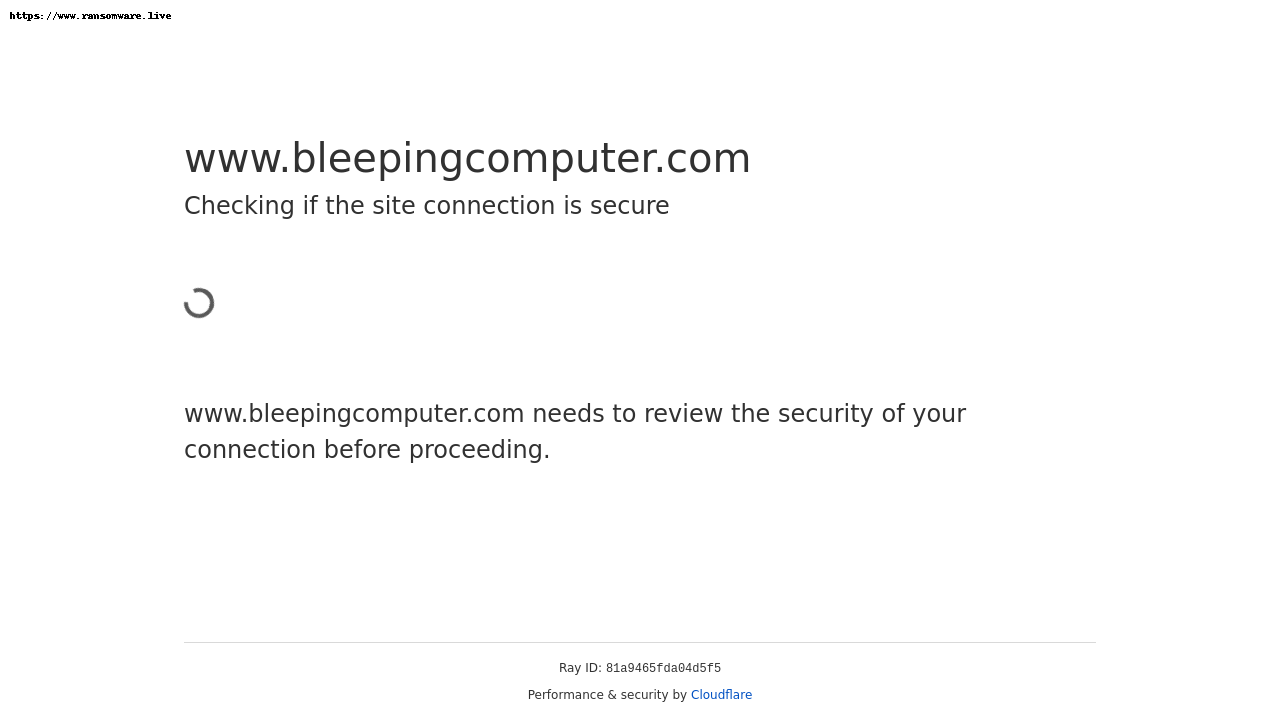 https://www.ransomware.live
www.bleepingcomputer.com
Checking if the site connection is secure
www.bleepingcomputer.com needs to review the security of your
connection before proceeding.
Ray ID: 81a9465fda04d5f5
Performance & security by Cloudflare